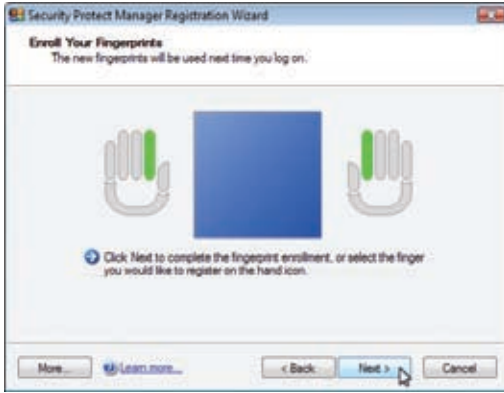 Security Protect Manager Registration Wizard
Enroll Your Fingerprints
The new fingerprints will be used next time you log on.
Click Next to complete the fingerprint enrollment, or select the finger
you would like to register on the hand icon.
More... Learn more... < Back Next > Cancel